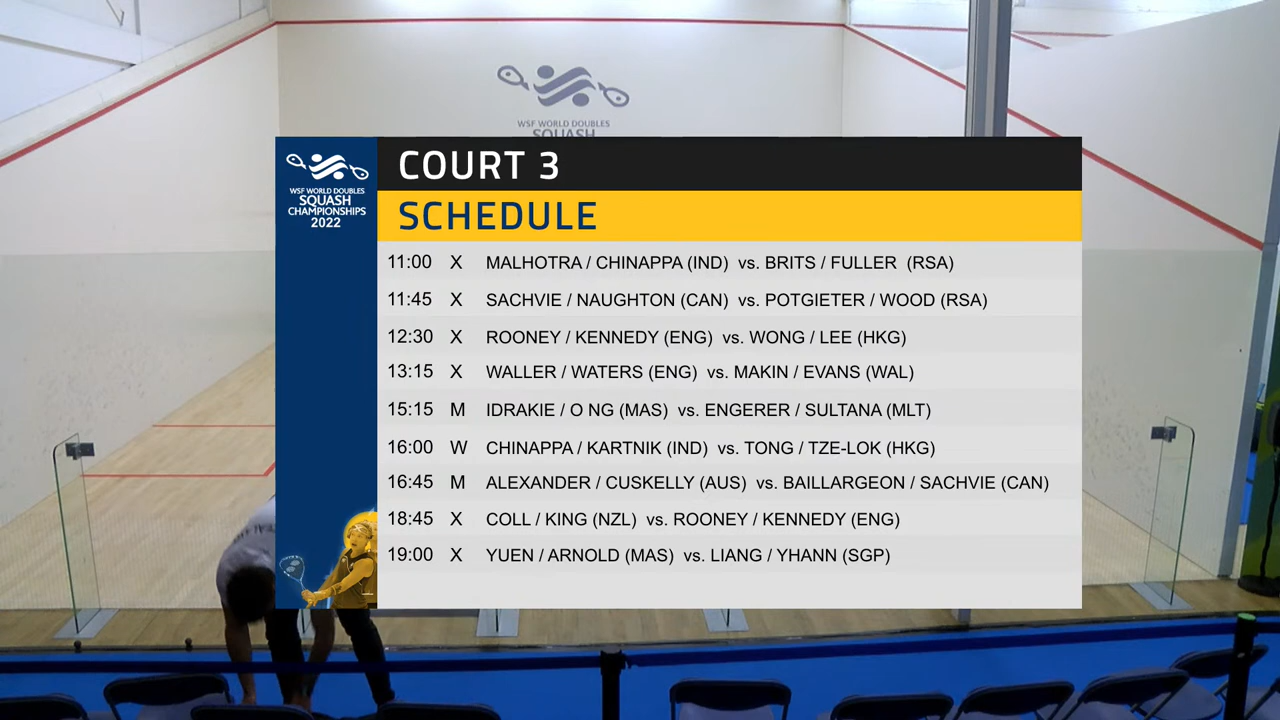 WSF WORLD DOUBLES
SQUASH
COURT 3
WSF WORLD DOUBLES
SQUASH
CHAMPIONSHIPS
2022
SCHEDULE
11:00 X MALHOTRA / CHINAPPA (IND) vs. BRITS / FULLER (RSA)
11:45 X SACHVIE / NAUGHTON (CAN) vs. POTGIETER / WOOD (RSA)
12:30 X ROONEY / KENNEDY (ENG) vs. WONG / LEE (HKG)
13:15 X WALLER / WATERS (ENG) vs. MAKIN / EVANS (WAL)
15:15 M IDRAKIE / O NG (MAS) vs. ENGERER / SULTANA (MLT)
16:00 W CHINAPPA / KARTNIK (IND) vs. TONG / TZE-LOK (HKG)
16:45 M ALEXANDER / CUSKELLY (AUS) vs. BAILLARGEON / SACHVIE (CAN)
18:45 X COLL / KING (NZL) vs. ROONEY / KENNEDY (ENG)
19:00 X YUEN / ARNOLD (MAS) vs. LIANG / YHANN (SGP)